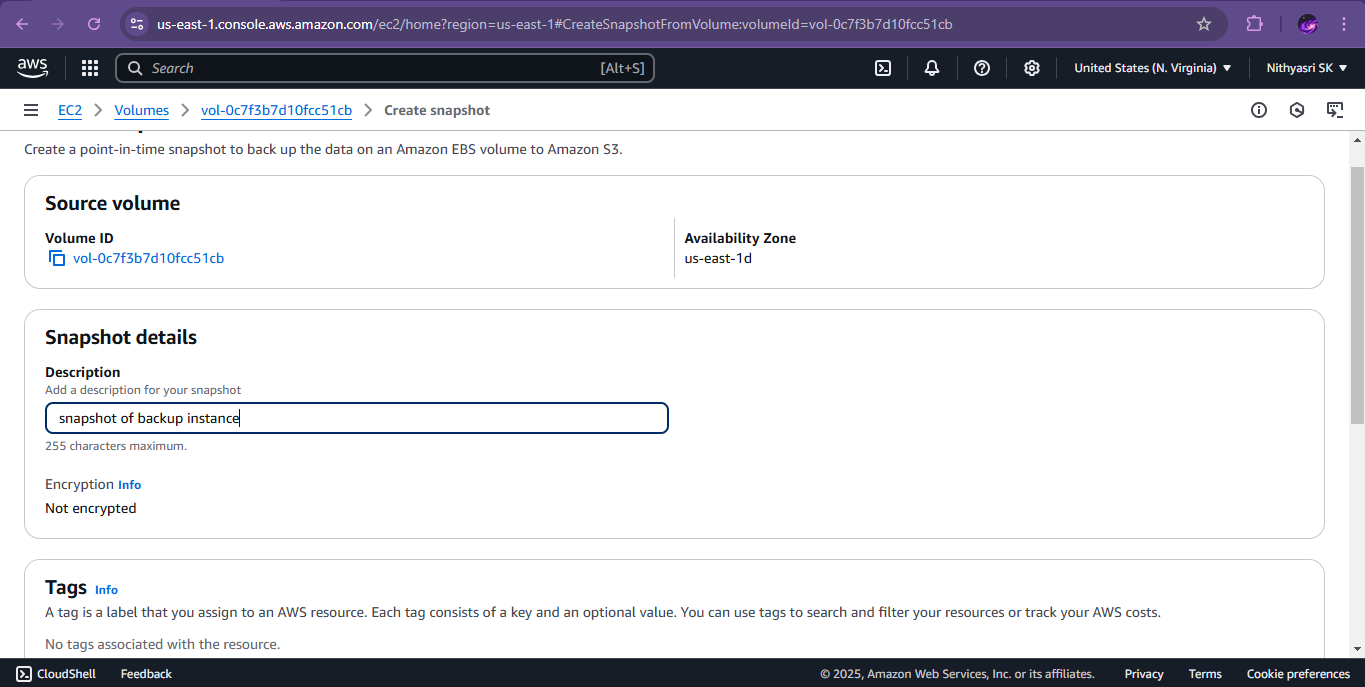 us-east-1.console.aws.amazon.com/ec2/home?region=us-east-1#CreateSnapshotFromVolume:volumeId=vol-0c7f3b7d10fcc51cb
aws Search [Alt+S] United States (N. Virginia) Nithyasri SK
EC2 Volumes vol-0c7f3b7d10fcc51cb Create snapshot
Create a point-in-time snapshot to back up the data on an Amazon EBS volume to Amazon S3.
Source volume
Volume ID
vol-0c7f3b7d10fcc51cb
Availability Zone
us-east-1d
Snapshot details
Description
Add a description for your snapshot
snapshot of backup instance
255 characters maximum.
Encryption Info
Not encrypted
Tags Info
A tag is a label that you assign to an AWS resource. Each tag consists of a key and an optional value. You can use tags to search and filter your resources or track your AWS costs.
No tags associated with the resource.
CloudShell Feedback © 2025, Amazon Web Services, Inc. or its affiliates. Privacy Terms Cookie preferences